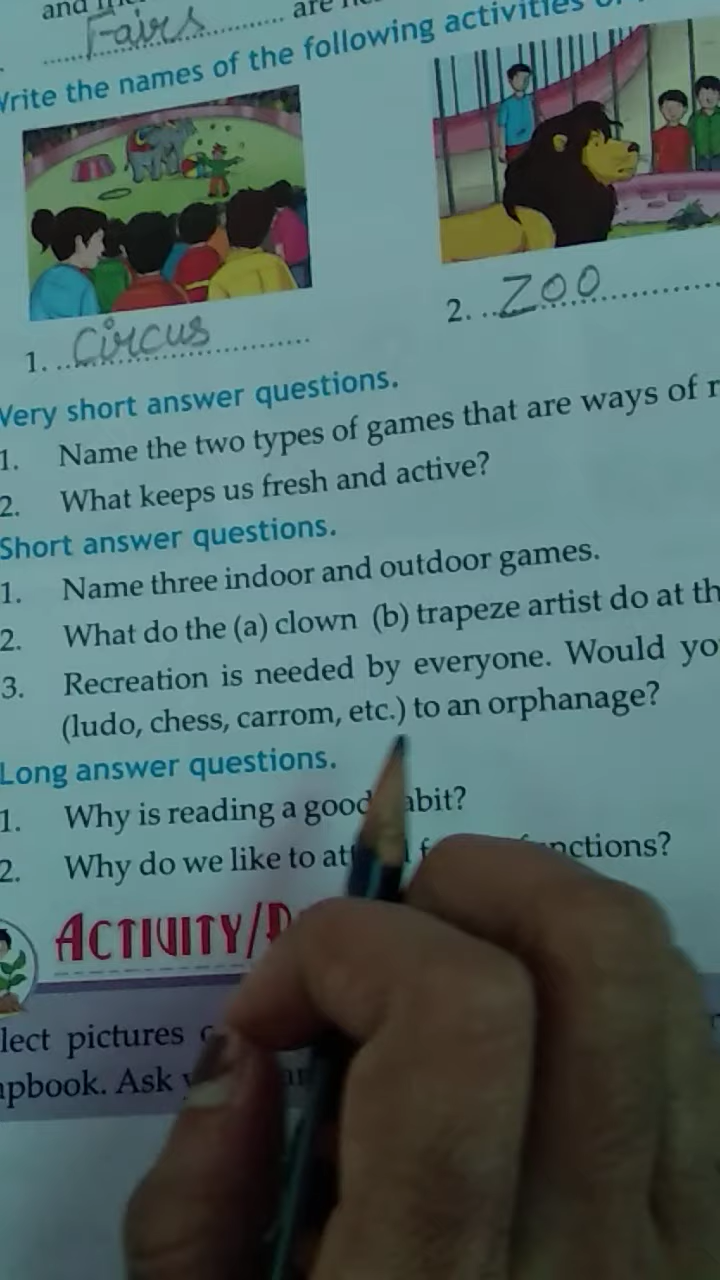 and
Fairs are
Write the names of the following activities
1. Circus
2. Zoo
Very short answer questions.
1. Name the two types of games that are ways of r
2. What keeps us fresh and active?
Short answer questions.
1. Name three indoor and outdoor games.
2. What do the (a) clown (b) trapeze artist do at th
3. Recreation is needed by everyone. Would yo
(ludo, chess, carrom, etc.) to an orphanage?
Long answer questions.
1. Why is reading a good abit?
2. Why do we like to at nctions?
ACTIVITY/P
lect pictures
apbook. Ask